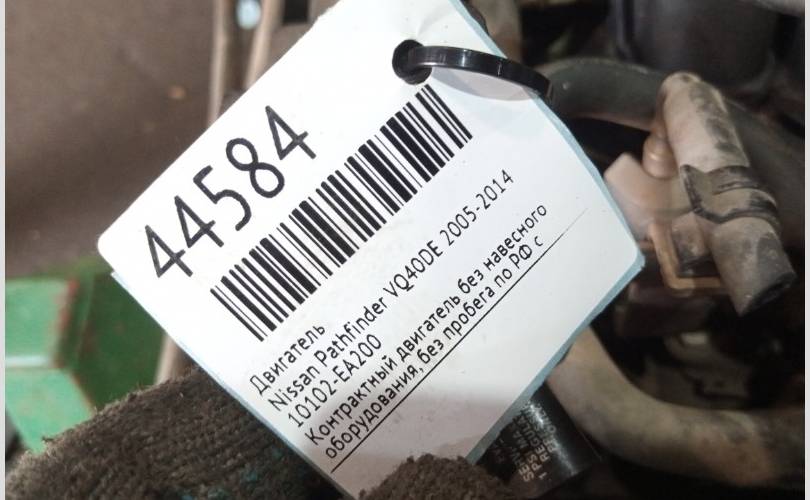 44584
Двигатель
Nissan Pathfinder VQ40DE 2005-2014
10102-EA200
Контрактный двигатель без навесного
оборудования, без пробега по РФ с